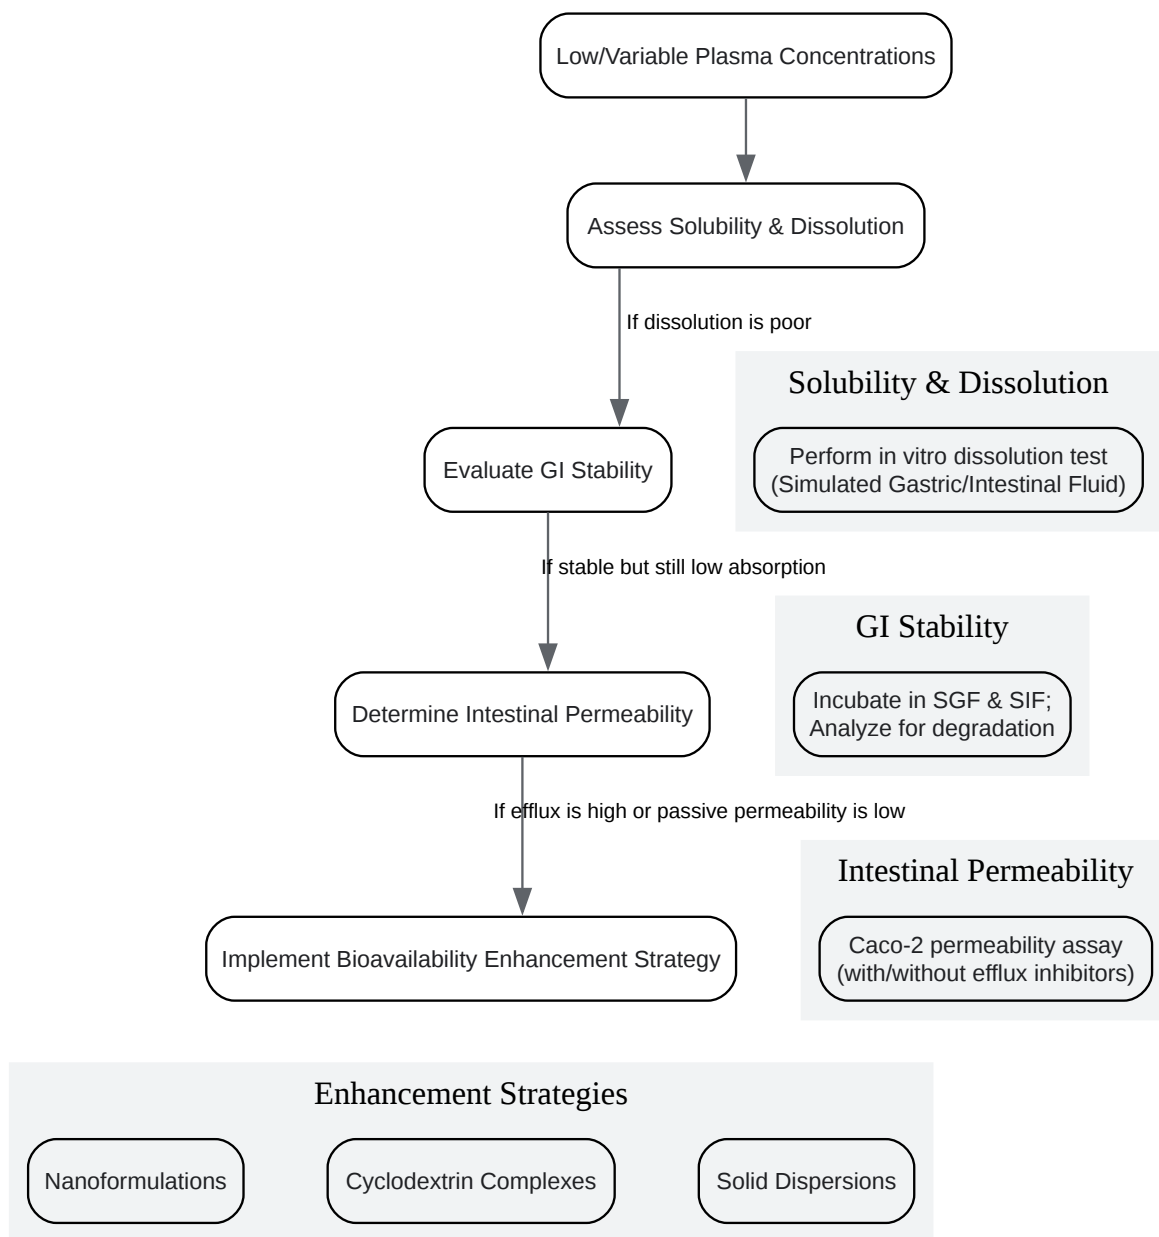 Low/Variable Plasma Concentrations
Assess Solubility & Dissolution
If dissolution is poor
Solubility & Dissolution
Evaluate GI Stability
Perform in vitro dissolution test
(Simulated Gastric/Intestinal Fluid)
If stable but still low absorption
GI Stability
Determine Intestinal Permeability
Incubate in SGF & SIF;
Analyze for degradation
If efflux is high or passive permeability is low
Intestinal Permeability
Implement Bioavailability Enhancement Strategy
Caco-2 permeability assay
(with/without efflux inhibitors)
Enhancement Strategies
Nanoformulations
Cyclodextrin Complexes
Solid Dispersions